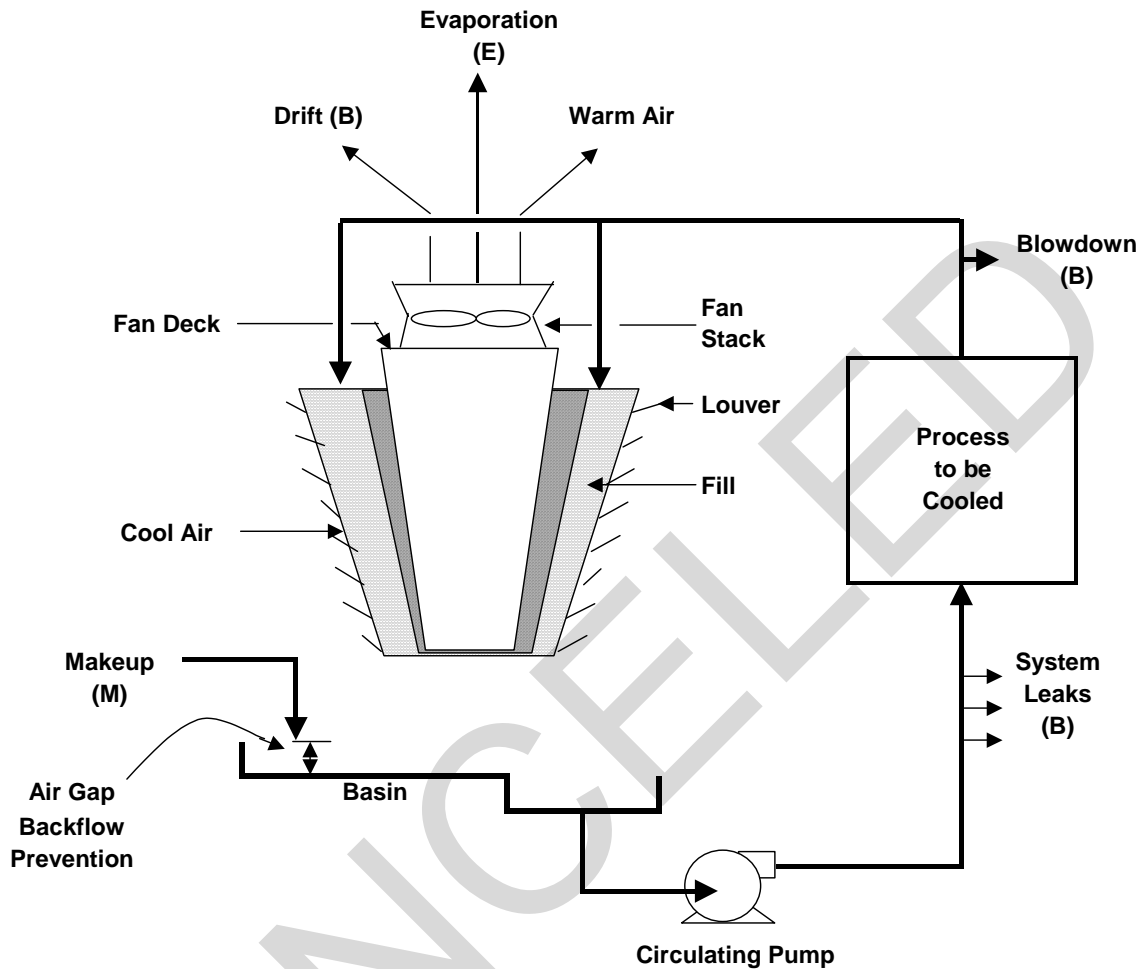 Evaporation
(E)
Drift (B)
Warm Air
Blowdown
(B)
Fan Deck
Fan
Stack
Louver
Process
to be
Cooled
Fill
Cool Air
Makeup
(M)
System
Leaks
(B)
Basin
Air Gap
Backflow
Prevention
Circulating Pump
NCELED